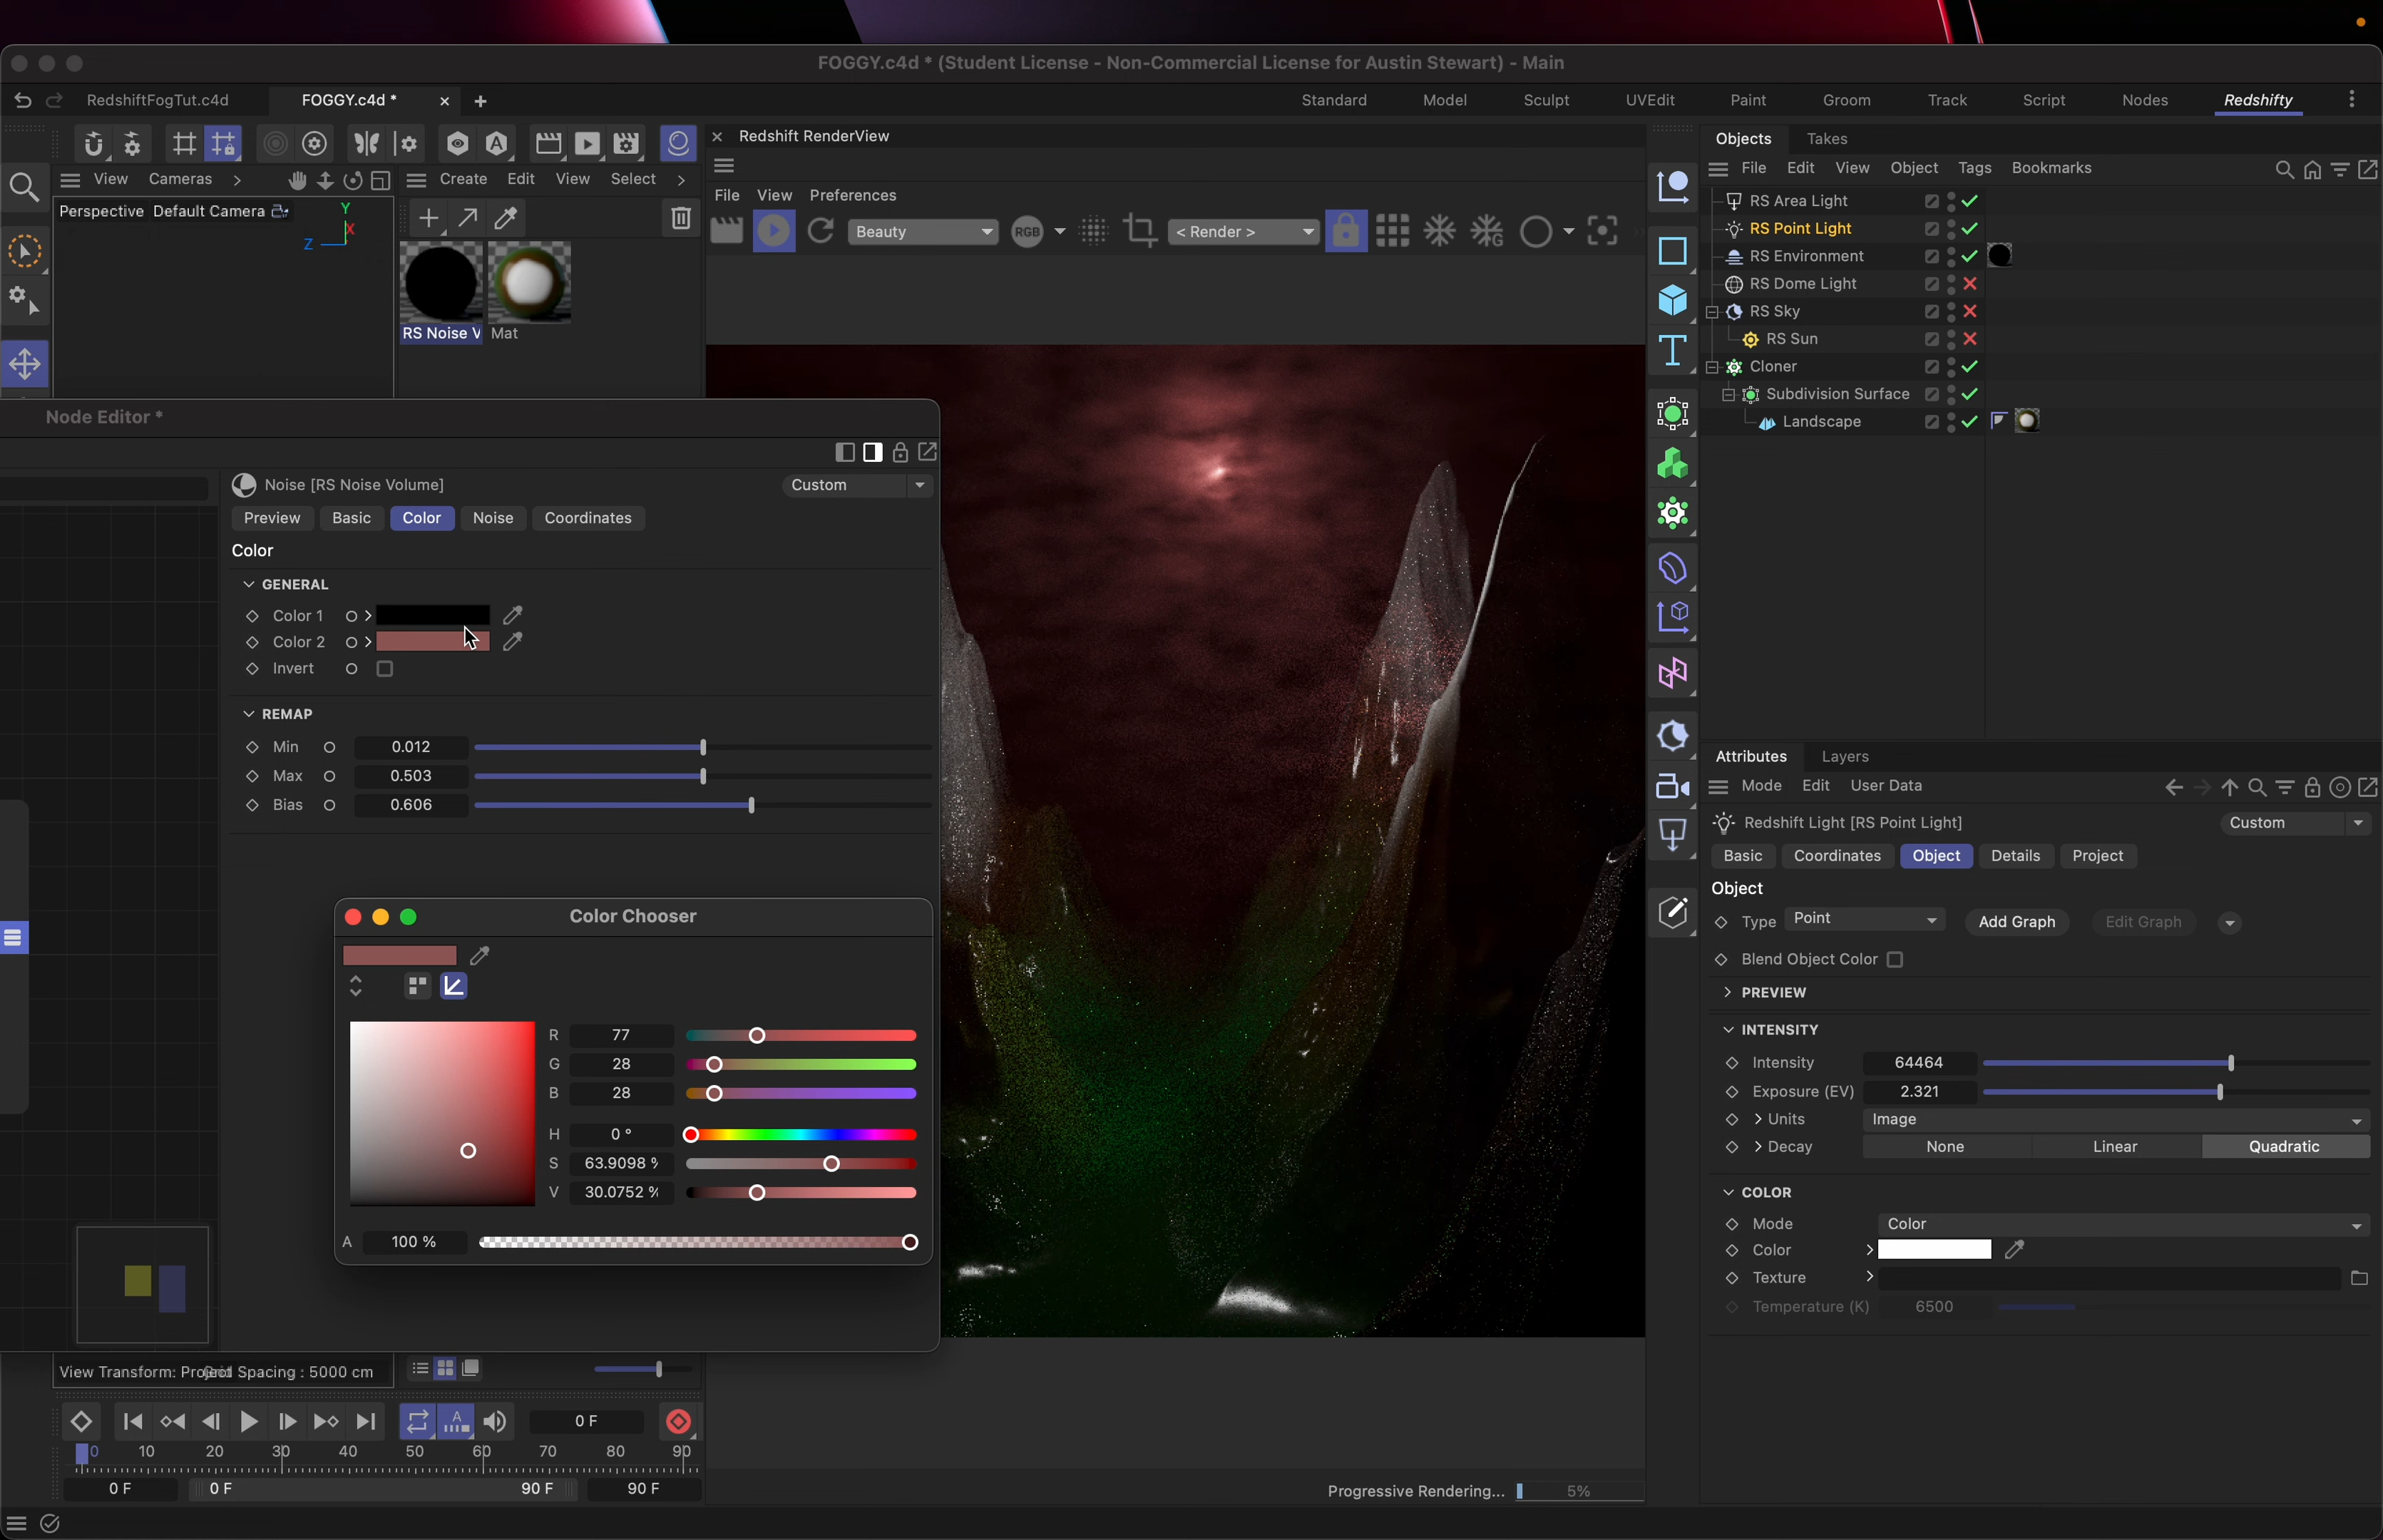 FOGGY.c4d * (Student License - Non-Commercial License for Austin Stewart) - Main
RedshiftFogTut.c4d
FOGGY.c4d *
Standard
Model
Sculpt
UVEdit
Paint
Groom
Track
Script
Nodes
Redshifty
View
Cameras
Create
Edit
View
Select
Perspective
Default Camera
Y
X
Z
RS Noise V
Mat
Redshift RenderView
File
View
Preferences
Beauty
RGB
< Render >
Objects
Takes
File
Edit
View
Object
Tags
Bookmarks
RS Area Light
RS Point Light
RS Environment
RS Dome Light
RS Sky
RS Sun
Cloner
Subdivision Surface
Landscape
Node Editor *
Noise [RS Noise Volume]
Custom
Preview
Basic
Color
Noise
Coordinates
Color
GENERAL
Color 1
Color 2
Invert
REMAP
Min
0.012
Max
0.503
Bias
0.606
Color Chooser
R
77
G
28
B
28
H
0 °
S
63.9098 %
V
30.0752 %
A
100 %
Attributes
Layers
Mode
Edit
User Data
Redshift Light [RS Point Light]
Custom
Basic
Coordinates
Object
Details
Project
Object
Type
Point
Add Graph
Edit Graph
Blend Object Color
PREVIEW
INTENSITY
Intensity
64464
Exposure (EV)
2.321
Units
Image
Decay
None
Linear
Quadratic
COLOR
Mode
Color
Color
Texture
Temperature (K)
6500
View Transform: Project
Grid Spacing : 5000 cm
0 F
0
10
20
30
40
50
60
70
80
90
0 F
0 F
90 F
90 F
Progressive Rendering...
5%